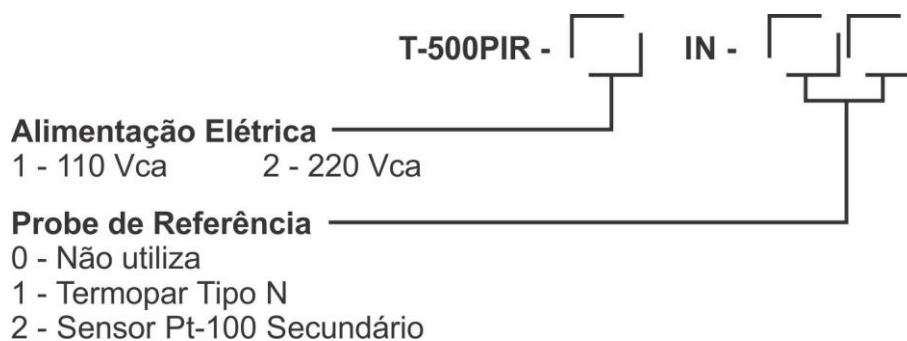 T-500PIR - IN -
Alimentação Elétrica
1 - 110 Vca 2 - 220 Vca
Probe de Referência
0 - Não utiliza
1 - Termopar Tipo N
2 - Sensor Pt-100 Secundário